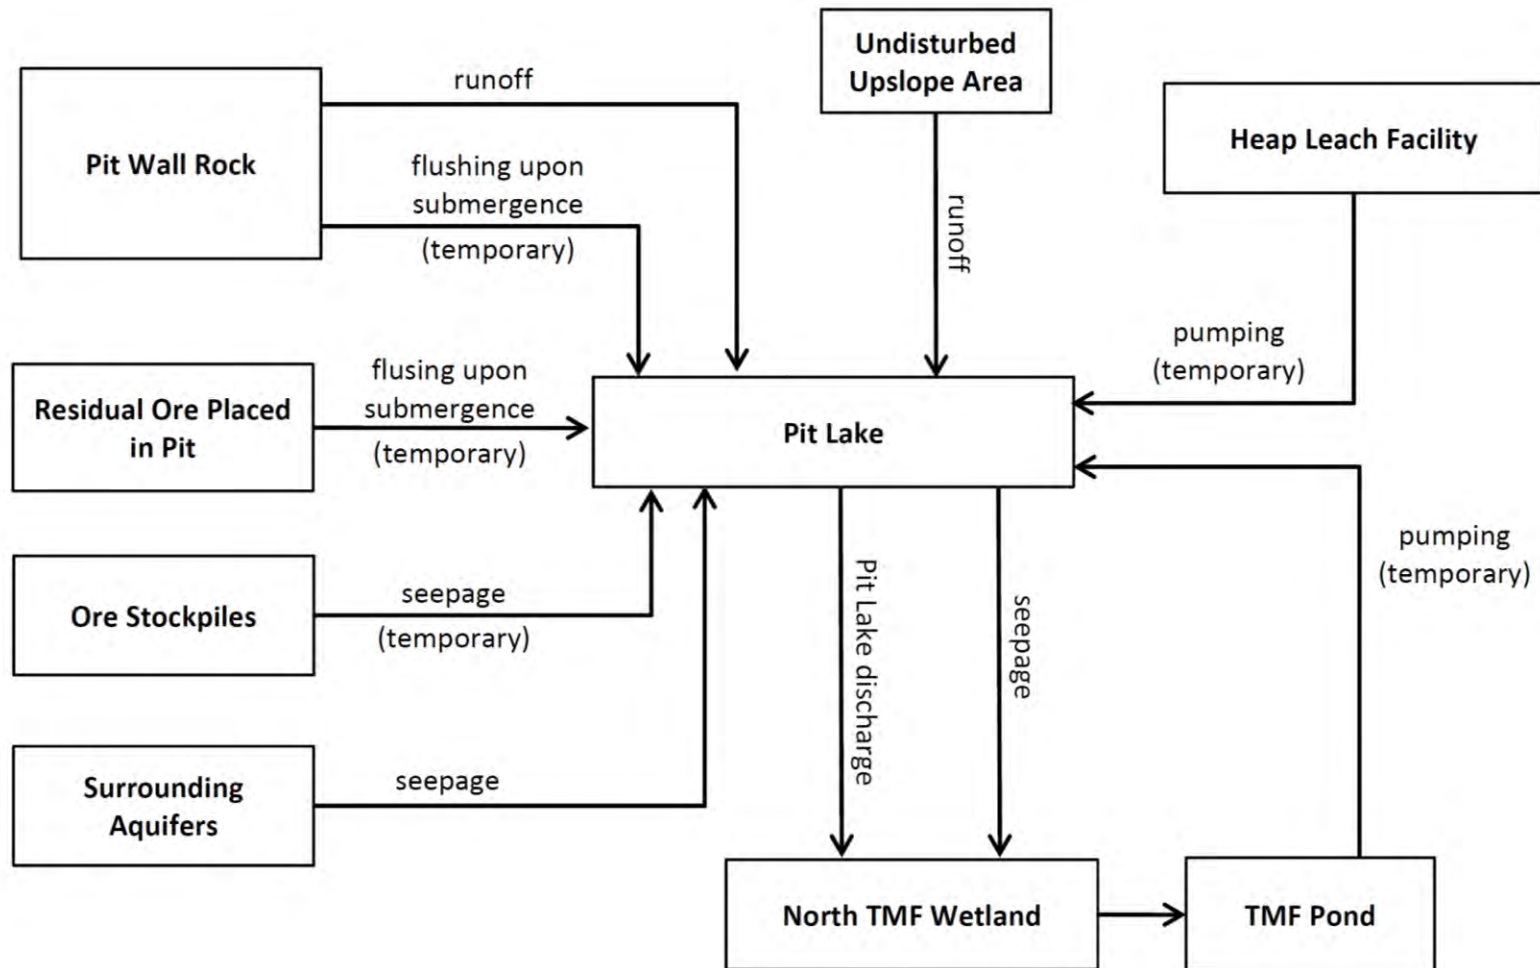 Undisturbed
Upslope Area
runoff
Pit Wall Rock
flushing upon
submergence
(temporary)
Heap Leach Facility
runoff
pumping
(temporary)
Residual Ore Placed
in Pit
flusing upon
submergence
(temporary)
Pit Lake
Ore Stockpiles
seepage
(temporary)
Pit Lake discharge
seepage
pumping
(temporary)
Surrounding
Aquifers
seepage
North TMF Wetland
TMF Pond